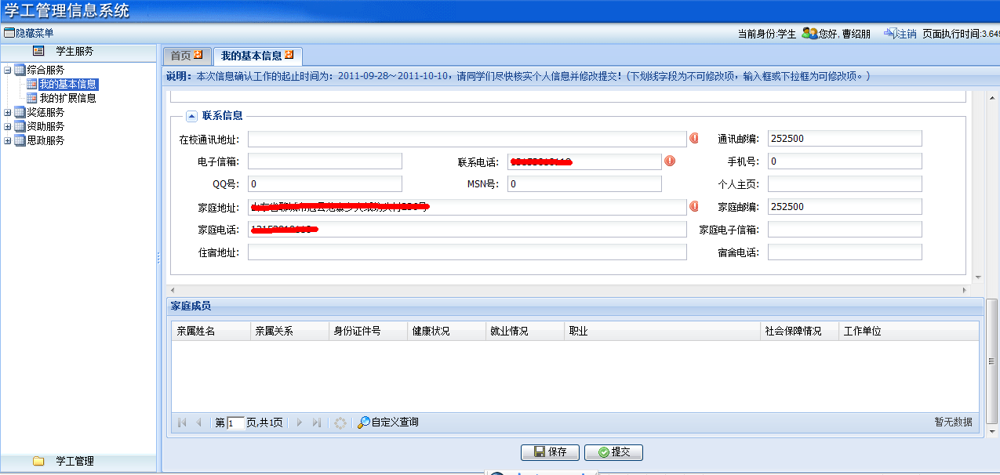 学工管理信息系统
隐藏菜单
当前身份:学生 您好, 曹绍朋 注销 页面执行时间:3.649
学生服务
首页 我的基本信息
说明：本次信息确认工作的起止时间为：2011-09-28～2011-10-10，请同学们尽快核实个人信息并修改提交！(下划线字段为不可修改项，输入框或下拉框为可修改项。)
综合服务
我的基本信息
我的扩展信息
奖惩服务
资助服务
思政服务
联系信息
在校通讯地址: 通讯邮编: 252500
电子信箱: 联系电话: 手机号: 0
QQ号: 0 MSN号: 0 个人主页:
家庭地址: 家庭邮编: 252500
家庭电话: 家庭电子信箱:
住宿地址: 宿舍电话:
家庭成员
亲属姓名 亲属关系 身份证件号 健康状况 就业情况 职业 社会保障情况 工作单位
第 1 页,共1页 自定义查询 暂无数据
保存 提交
学工管理